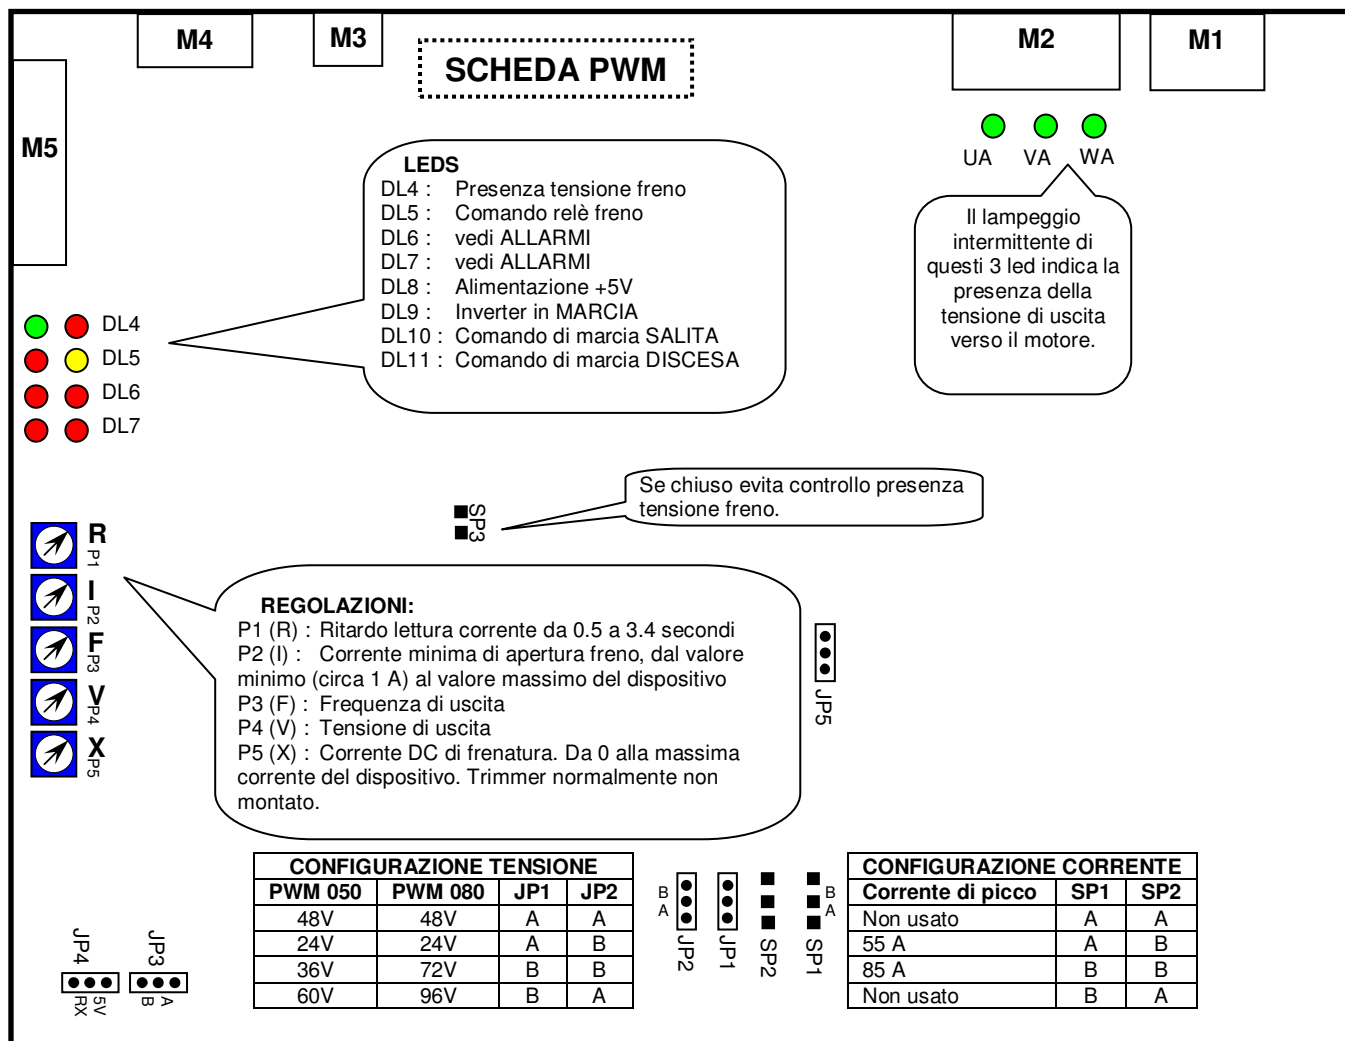 M4
M3
SCHEDA PWM
M2
M1
M5
UA VA WA
LEDS
DL4 : Presenza tensione freno
DL5 : Comando relè freno
DL6 : vedi ALLARMI
DL7 : vedi ALLARMI
DL8 : Alimentazione +5V
DL9 : Inverter in MARCIA
DL10 : Comando di marcia SALITA
DL11 : Comando di marcia DISCESA
Il lampeggio
intermittente di
questi 3 led indica la
presenza della
tensione di uscita
verso il motore.
DL4
DL5
DL6
DL7
SP3
Se chiuso evita controllo presenza
tensione freno.
R P1
I P2
F P3
V P4
X P5
REGOLAZIONI:
P1 (R) : Ritardo lettura corrente da 0.5 a 3.4 secondi
P2 (I) : Corrente minima di apertura freno, dal valore
minimo (circa 1 A) al valore massimo del dispositivo
P3 (F) : Frequenza di uscita
P4 (V) : Tensione di uscita
P5 (X) : Corrente DC di frenatura. Da 0 alla massima
corrente del dispositivo. Trimmer normalmente non
montato.
JP5
CONFIGURAZIONE TENSIONE
PWM 050 PWM 080 JP1 JP2
48V 48V A A
24V 24V A B
36V 72V B B
60V 96V B A
B
A
JP2
JP1
SP2
SP1
B
A
CONFIGURAZIONE CORRENTE
Corrente di picco SP1 SP2
Non usato A A
55 A A B
85 A B B
Non usato B A
JP4
RX 5V
JP3
B A